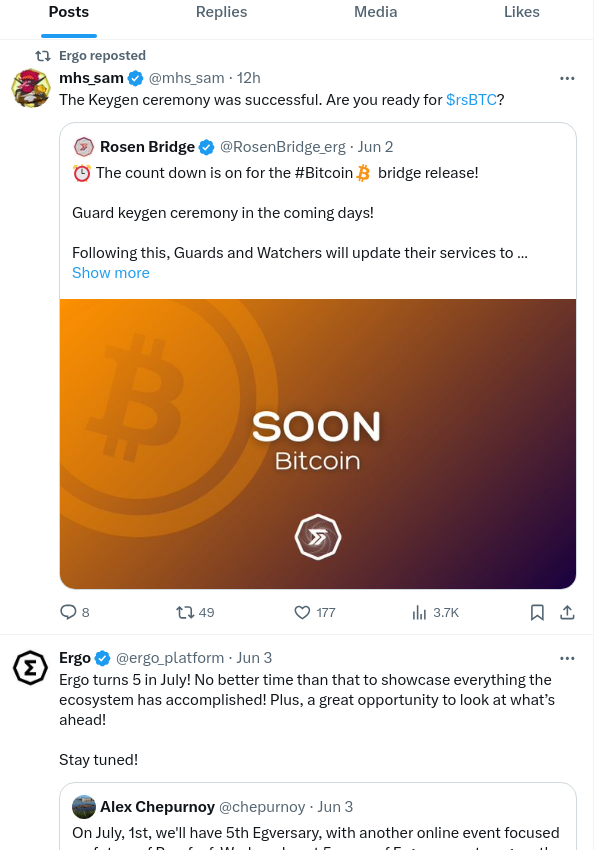 Posts Replies Media Likes
Ergo reposted
mhs_sam @mhs_sam · 12h
The Keygen ceremony was successful. Are you ready for $rsBTC?
Rosen Bridge @RosenBridge_erg · Jun 2
⏰ The count down is on for the #Bitcoin bridge release!
Guard keygen ceremony in the coming days!
Following this, Guards and Watchers will update their services to ...
Show more
SOON
Bitcoin
8 49 177 3.7K
Ergo @ergo_platform · Jun 3
Ergo turns 5 in July! No better time than that to showcase everything the
ecosystem has accomplished! Plus, a great opportunity to look at what's
ahead!
Stay tuned!
Alex Chepurnoy @chepurnoy · Jun 3
On July, 1st, we'll have 5th Egversary, with another online event focused